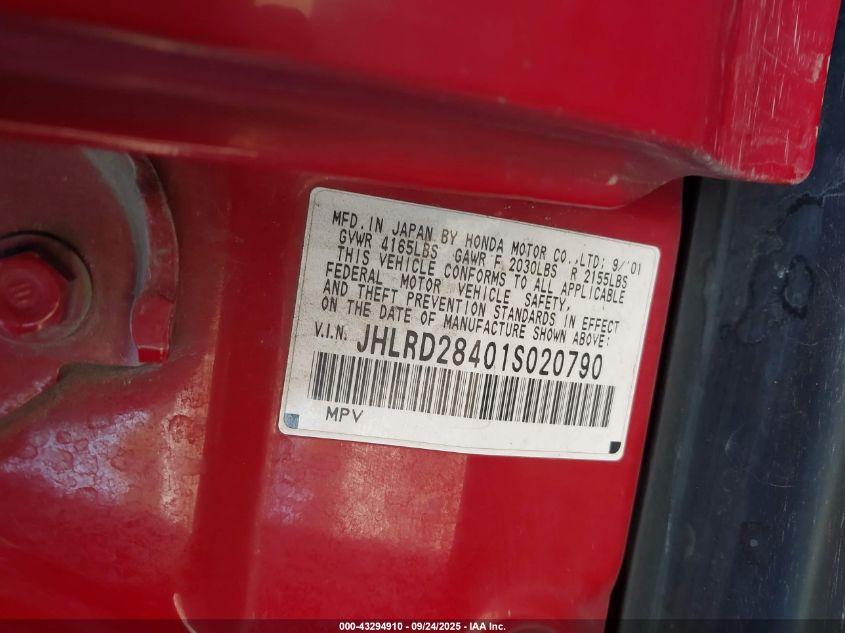 MFD. IN JAPAN BY HONDA MOTOR CO.,LTD; 9/'01
GVWR 4165LBS GAWR F 2030LBS R 2155LBS
THIS VEHICLE CONFORMS TO ALL APPLICABLE
FEDERAL MOTOR VEHICLE SAFETY,
AND THEFT PREVENTION STANDARDS IN EFFECT
ON THE DATE OF MANUFACTURE SHOWN ABOVE:
V.I.N. JHLRD28401S020790
MPV
000-43294910 - 09/24/2025 - IAA Inc.